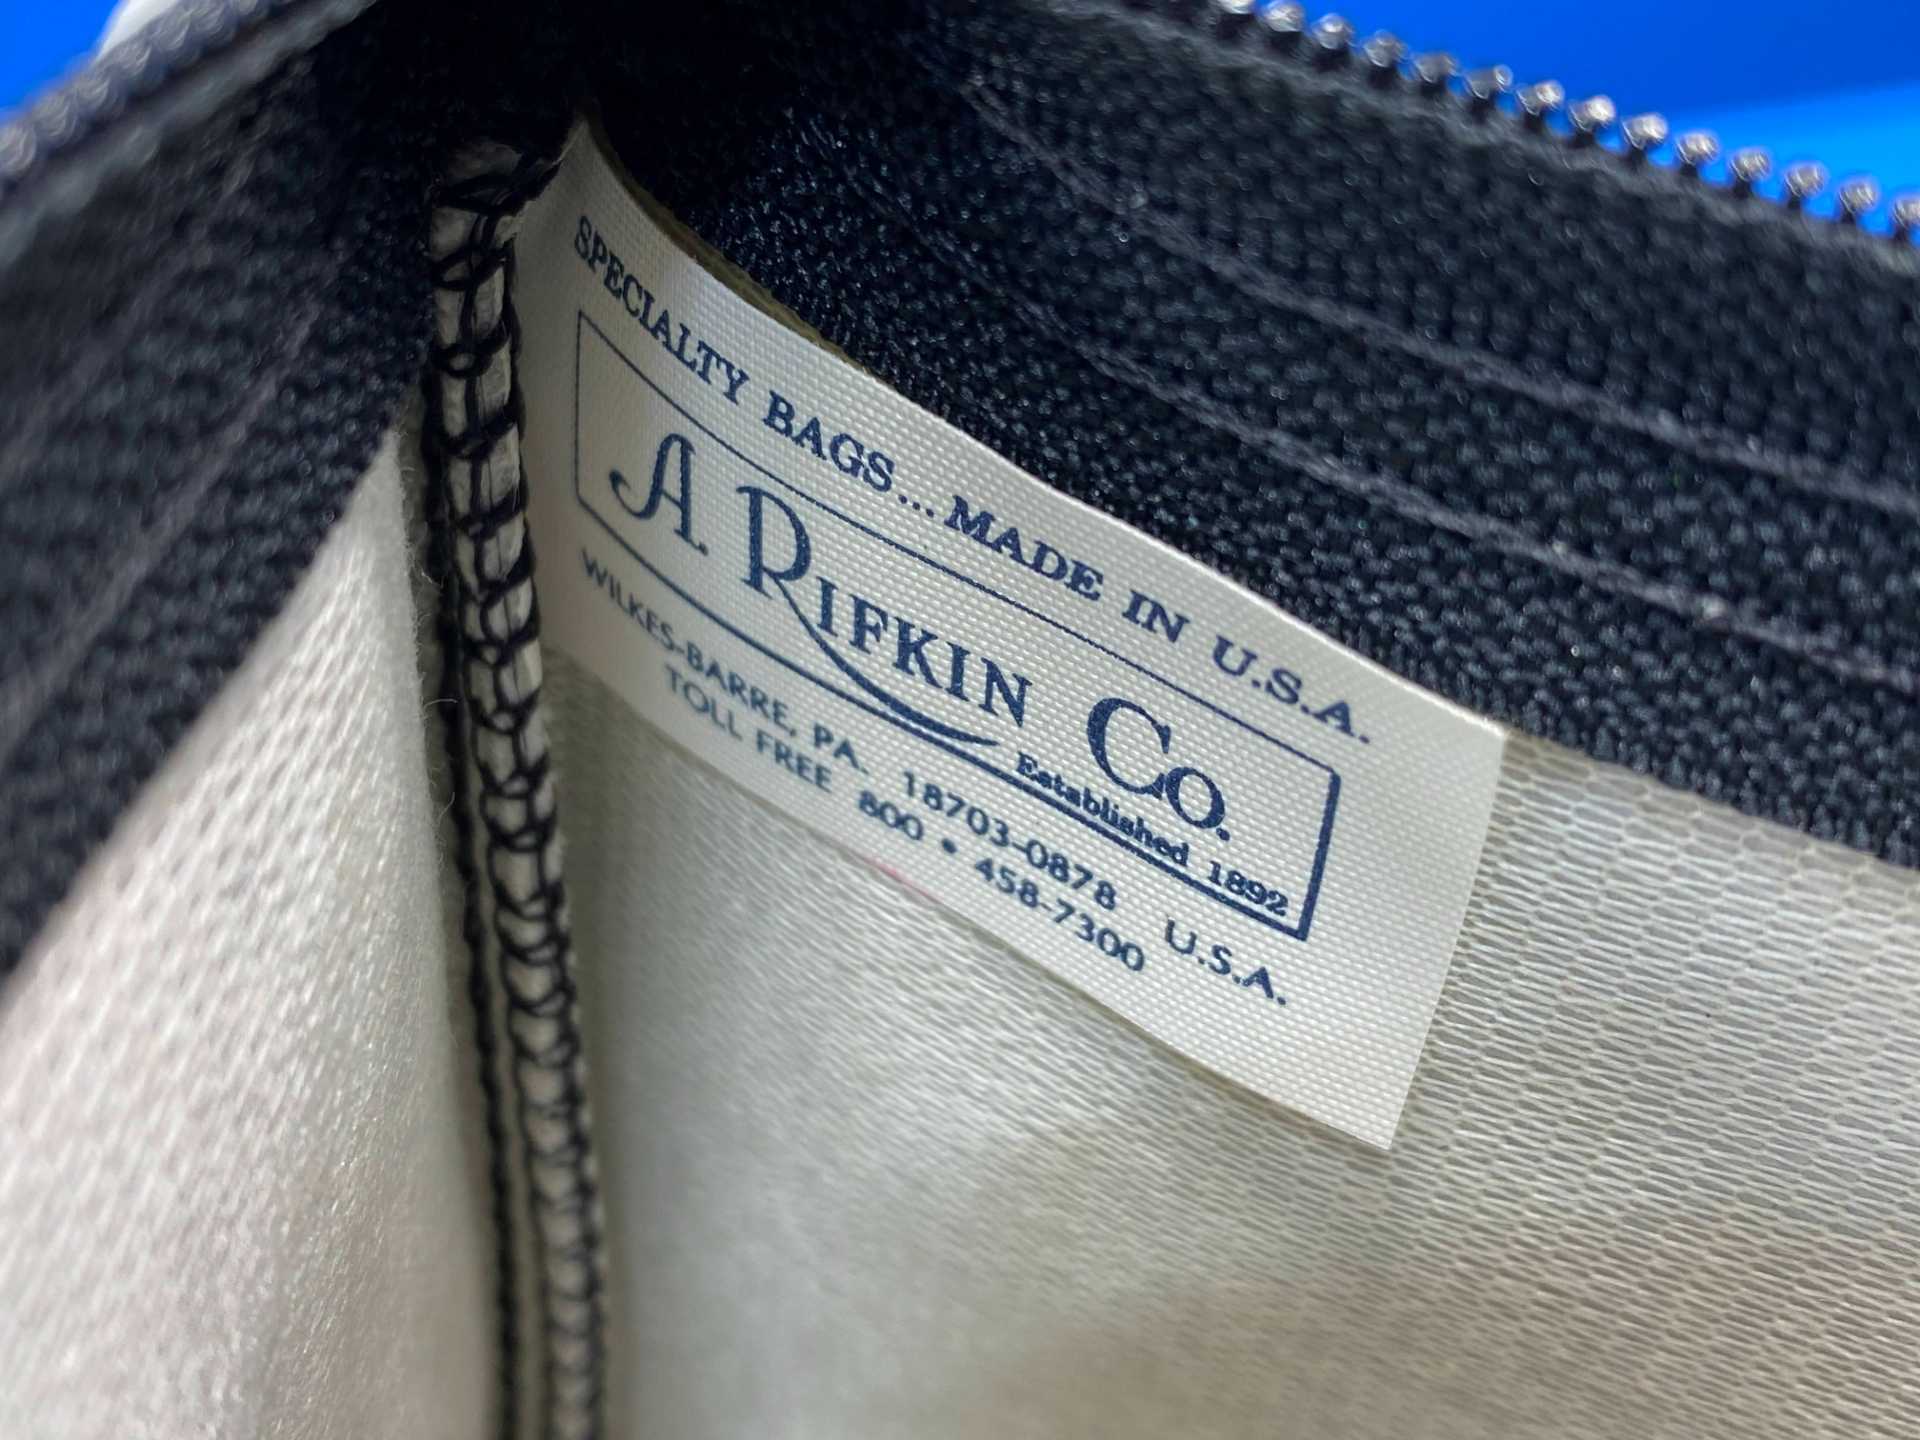 SPECIALTY BAGS...MADE IN U.S.A.
A. RIFKIN CO.
Established 1892
WILKES-BARRE, PA. 18703-0878 U.S.A.
TOLL FREE 800 • 458-7300